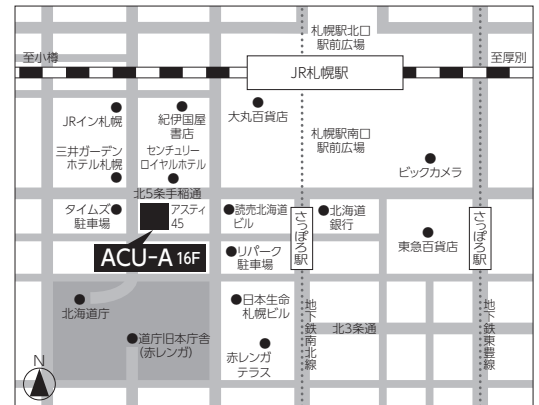 札幌駅北口
駅前広場
至小樽
JR札幌駅
至厚別
JRイン札幌
紀伊国屋
書店
大丸百貨店
札幌駅南口
駅前広場
三井ガーデン
ホテル札幌
センチュリー
ロイヤルホテル
ビックカメラ
北5条手稲通
タイムズ
駐車場
アスティ
45
読売北海道
ビル
さっぽろ駅
北海道
銀行
東急百貨店
さっぽろ駅
ACU-A 16F
リパーク
駐車場
北海道庁
日本生命
札幌ビル
地下鉄南北線
北3条通
地下鉄東豊線
道庁旧本庁舎
(赤レンガ)
赤レンガ
テラス
N